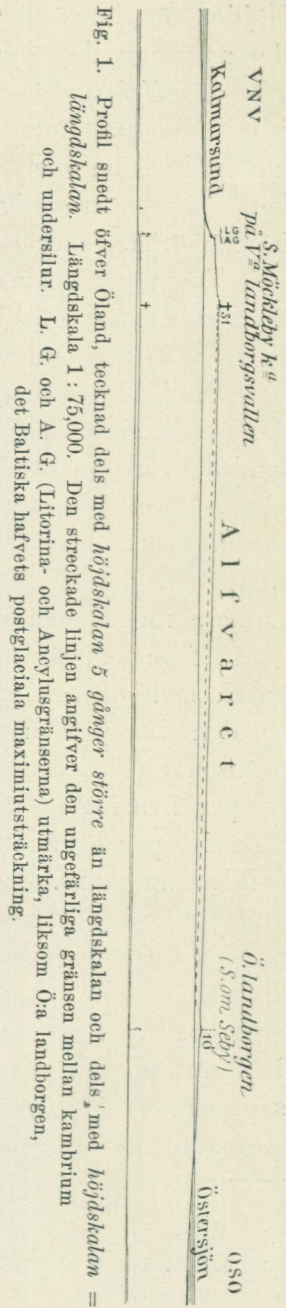 VNV
S. Möckleby k:a
på V:a landborgsvallen
Alfvaret
Ö. landborgen
(S. om Seby)
OSO
Kalmarsund
L G
A G
31
10
Östersjön
Fig. 1. Profil snedt öfver Öland, tecknad dels med höjdskalan 5 gånger större än längdskalan och dels med höjdskalan =
längdskalan. Längdskala 1 : 75,000. Den streckade linjen angifver den ungefärliga gränsen mellan kambrium
och undersilur. L. G. och A. G. (Litorina- och Ancylusgränserna) utmärka, liksom Ö:a landborgen,
det Baltiska hafvets postglaciala maximiutsträckning.